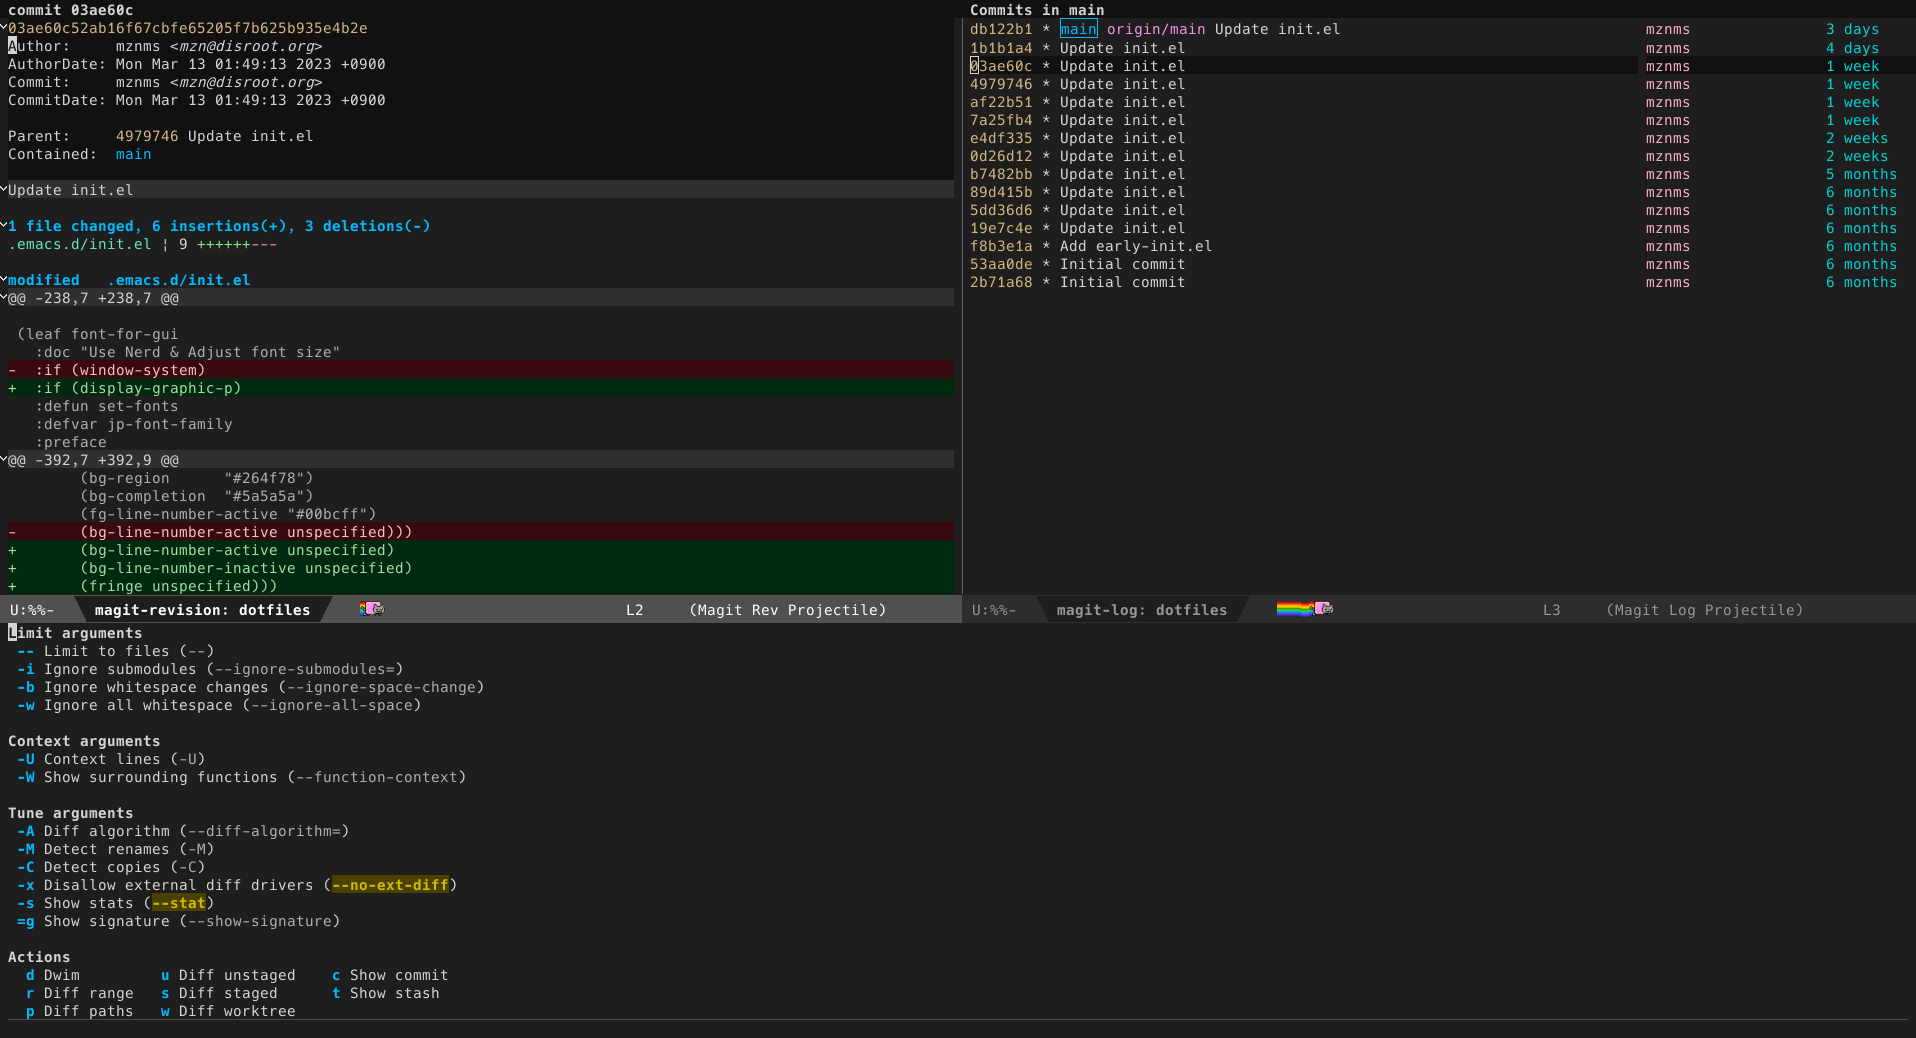 commit 03ae60c
03ae60c52ab16f67cbfe65205f7b625b935e4b2e
Author:     mznms <mzn@disroot.org>
AuthorDate: Mon Mar 13 01:49:13 2023 +0900
Commit:     mznms <mzn@disroot.org>
CommitDate: Mon Mar 13 01:49:13 2023 +0900
Parent:     4979746 Update init.el
Contained:  main
Update init.el
1 file changed, 6 insertions(+), 3 deletions(-)
.emacs.d/init.el ¦ 9 ++++++---
modified   .emacs.d/init.el
@@ -238,7 +238,7 @@
 (leaf font-for-gui
   :doc "Use Nerd & Adjust font size"
-  :if (window-system)
+  :if (display-graphic-p)
   :defun set-fonts
   :defvar jp-font-family
   :preface
@@ -392,7 +392,9 @@
        (bg-region      "#264f78")
        (bg-completion  "#5a5a5a")
        (fg-line-number-active "#00bcff")
-       (bg-line-number-active unspecified)))
+       (bg-line-number-active unspecified)
+       (bg-line-number-inactive unspecified)
+       (fringe unspecified)))
U:%%-  magit-revision: dotfiles  L2  (Magit Rev Projectile)
Commits in main
db122b1 * main origin/main Update init.el  mznms  3 days
1b1b1a4 * Update init.el  mznms  4 days
03ae60c * Update init.el  mznms  1 week
4979746 * Update init.el  mznms  1 week
af22b51 * Update init.el  mznms  1 week
7a25fb4 * Update init.el  mznms  1 week
e4df335 * Update init.el  mznms  2 weeks
0d26d12 * Update init.el  mznms  2 weeks
b7482bb * Update init.el  mznms  5 months
89d415b * Update init.el  mznms  6 months
5dd36d6 * Update init.el  mznms  6 months
19e7c4e * Update init.el  mznms  6 months
f8b3e1a * Add early-init.el  mznms  6 months
53aa0de * Initial commit  mznms  6 months
2b71a68 * Initial commit  mznms  6 months
U:%%-  magit-log: dotfiles  L3  (Magit Log Projectile)
Limit arguments
 -- Limit to files (--)
 -i Ignore submodules (--ignore-submodules=)
 -b Ignore whitespace changes (--ignore-space-change)
 -w Ignore all whitespace (--ignore-all-space)
Context arguments
 -U Context lines (-U)
 -W Show surrounding functions (--function-context)
Tune arguments
 -A Diff algorithm (--diff-algorithm=)
 -M Detect renames (-M)
 -C Detect copies (-C)
 -x Disallow external diff drivers (--no-ext-diff)
 -s Show stats (--stat)
 =g Show signature (--show-signature)
Actions
  d Dwim         u Diff unstaged    c Show commit
  r Diff range   s Diff staged      t Show stash
  p Diff paths   w Diff worktree